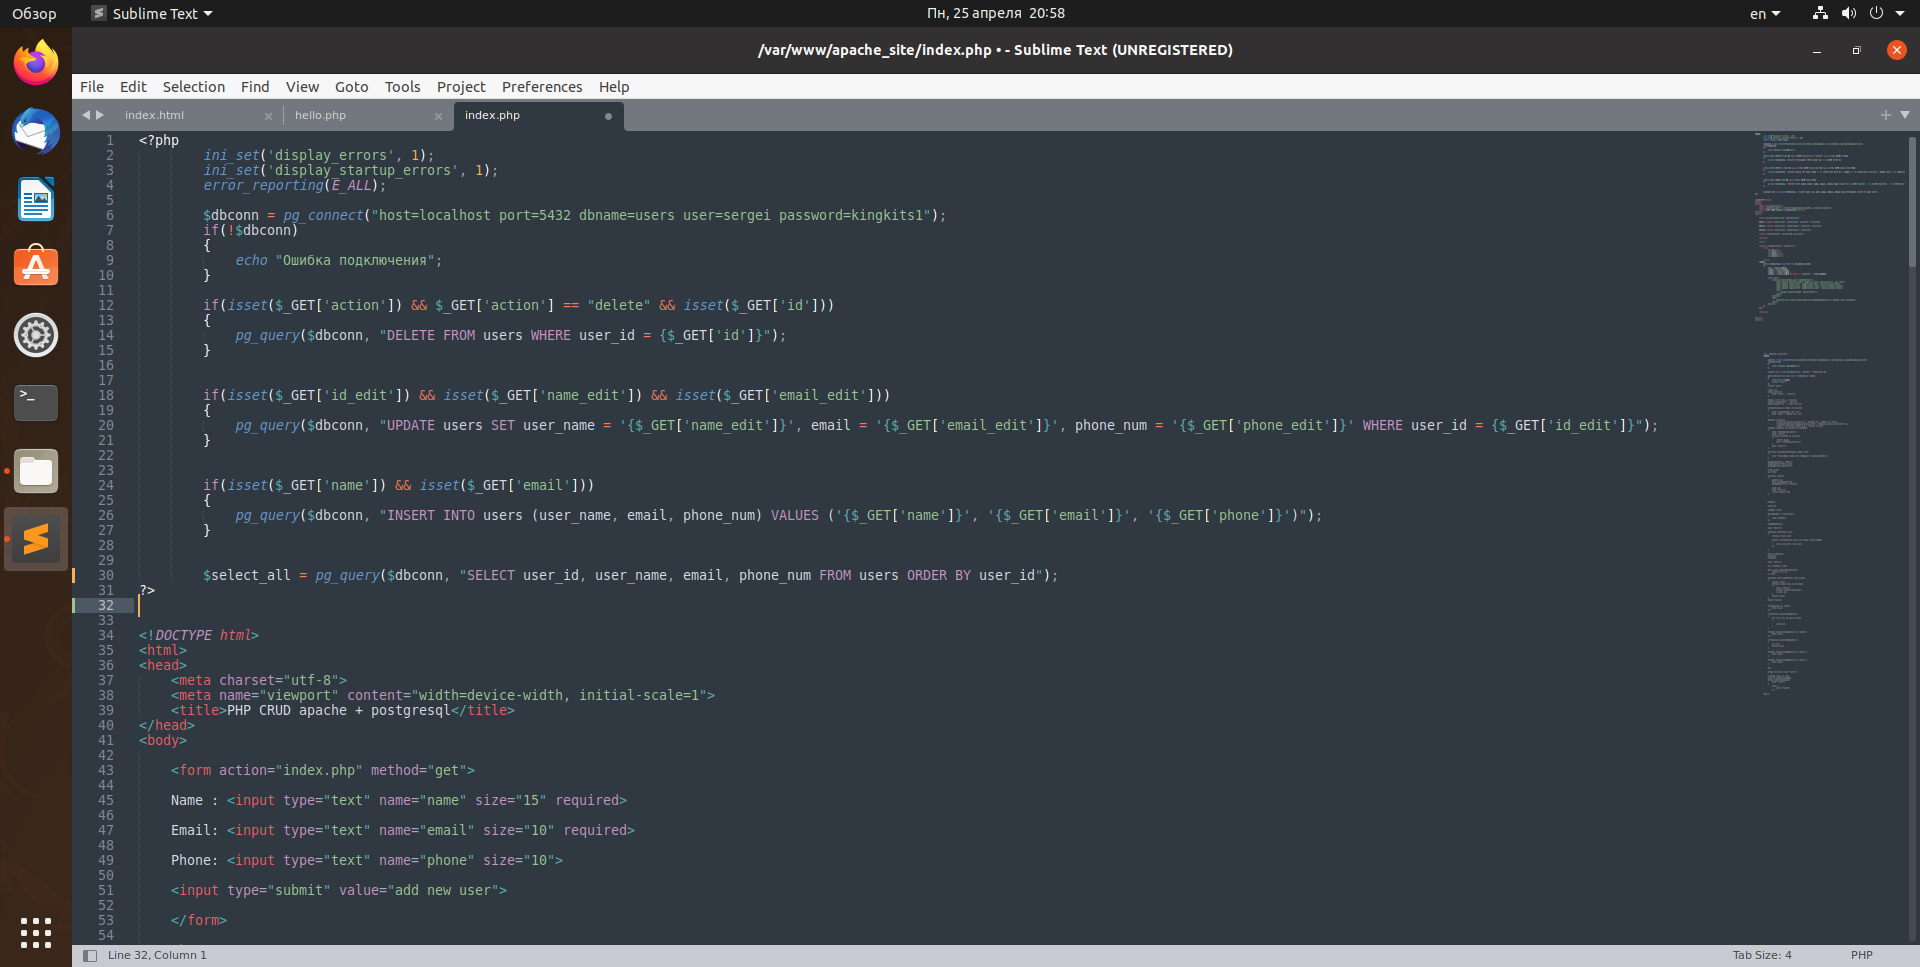 Обзор
Sublime Text
Пн, 25 апреля 20:58
en
/var/www/apache_site/index.php • - Sublime Text (UNREGISTERED)
File Edit Selection Find View Goto Tools Project Preferences Help
index.html
hello.php
index.php
1 <?php
2 ini_set('display_errors', 1);
3 ini_set('display_startup_errors', 1);
4 error_reporting(E_ALL);
5
6 $dbconn = pg_connect("host=localhost port=5432 dbname=users user=sergei password=kingkits1");
7 if(!$dbconn)
8 {
9 echo "Ошибка подключения";
10 }
11
12 if(isset($_GET['action']) && $_GET['action'] == "delete" && isset($_GET['id']))
13 {
14 pg_query($dbconn, "DELETE FROM users WHERE user_id = {$_GET['id']}");
15 }
16
17
18 if(isset($_GET['id_edit']) && isset($_GET['name_edit']) && isset($_GET['email_edit']))
19 {
20 pg_query($dbconn, "UPDATE users SET user_name = '{$_GET['name_edit']}', email = '{$_GET['email_edit']}', phone_num = '{$_GET['phone_edit']}' WHERE user_id = {$_GET['id_edit']}");
21 }
22
23
24 if(isset($_GET['name']) && isset($_GET['email']))
25 {
26 pg_query($dbconn, "INSERT INTO users (user_name, email, phone_num) VALUES ('{$_GET['name']}', '{$_GET['email']}', '{$_GET['phone']}')");
27 }
28
29
30 $select_all = pg_query($dbconn, "SELECT user_id, user_name, email, phone_num FROM users ORDER BY user_id");
31 ?>
32
33
34 <!DOCTYPE html>
35 <html>
36 <head>
37 <meta charset="utf-8">
38 <meta name="viewport" content="width=device-width, initial-scale=1">
39 <title>PHP CRUD apache + postgresql</title>
40 </head>
41 <body>
42
43 <form action="index.php" method="get">
44
45 Name : <input type="text" name="name" size="15" required>
46
47 Email: <input type="text" name="email" size="10" required>
48
49 Phone: <input type="text" name="phone" size="10">
50
51 <input type="submit" value="add new user">
52
53 </form>
54
Line 32, Column 1
Tab Size: 4
PHP